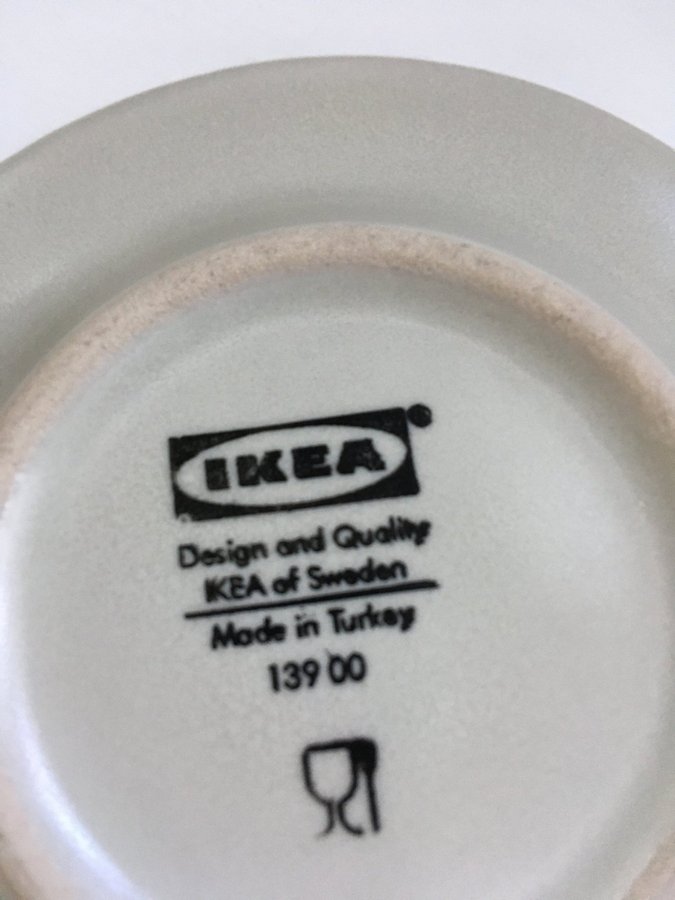 IKEA®
Design and Quality
IKEA of Sweden
Made in Turkey
139 00